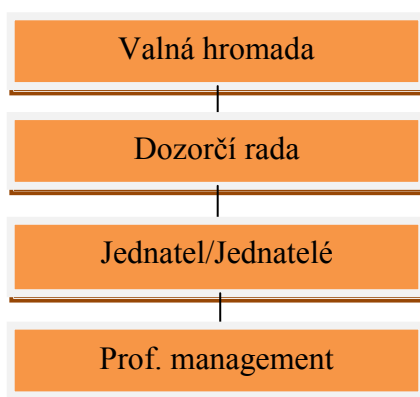 Valná hromada
Dozorčí rada
Jednatel/Jednatelé
Prof. management